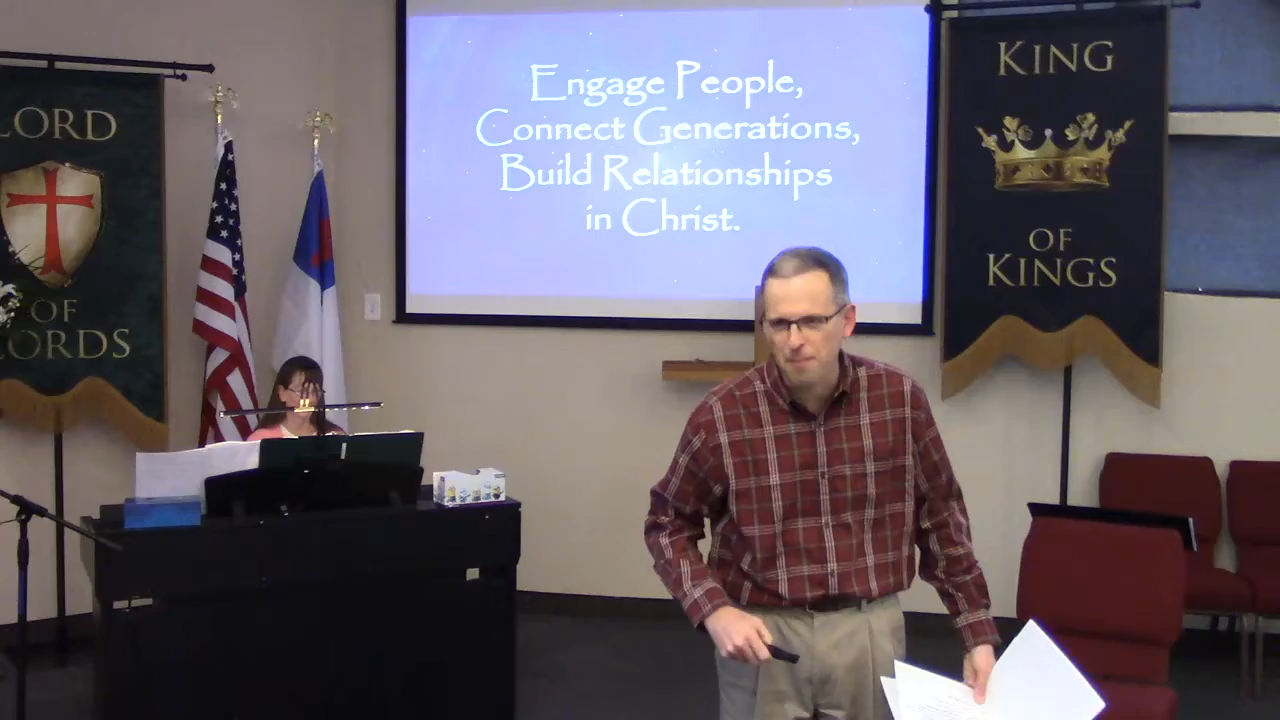 LORD
OF
LORDS
Engage People,
Connect Generations,
Build Relationships
in Christ.
KING
OF
KINGS